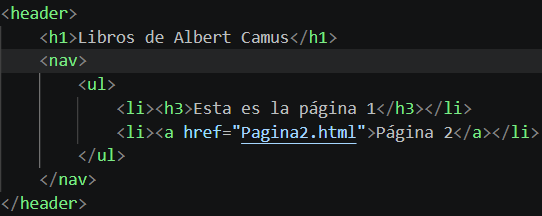 <header>
<h1>Libros de Albert Camus</h1>
<nav>
<ul>
<li><h3>Esta es la página 1</h3></li>
<li><a href="Pagina2.html">Página 2</a></li>
</ul>
</nav>
</header>